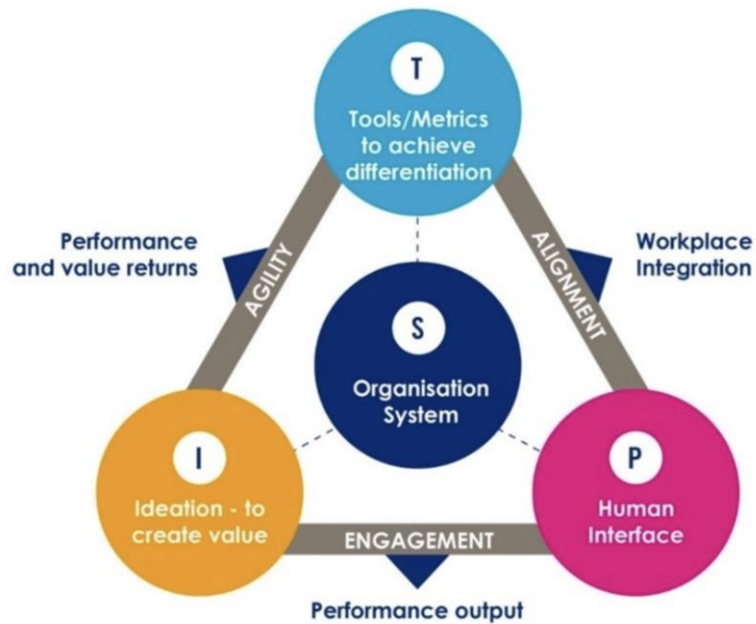 T
Tools/Metrics
to achieve
differentiation
Performance
and value returns
AGILITY
ALIGNMENT
Workplace
Integration
S
Organisation
System
I
Ideation - to
create value
P
Human
Interface
ENGAGEMENT
Performance output